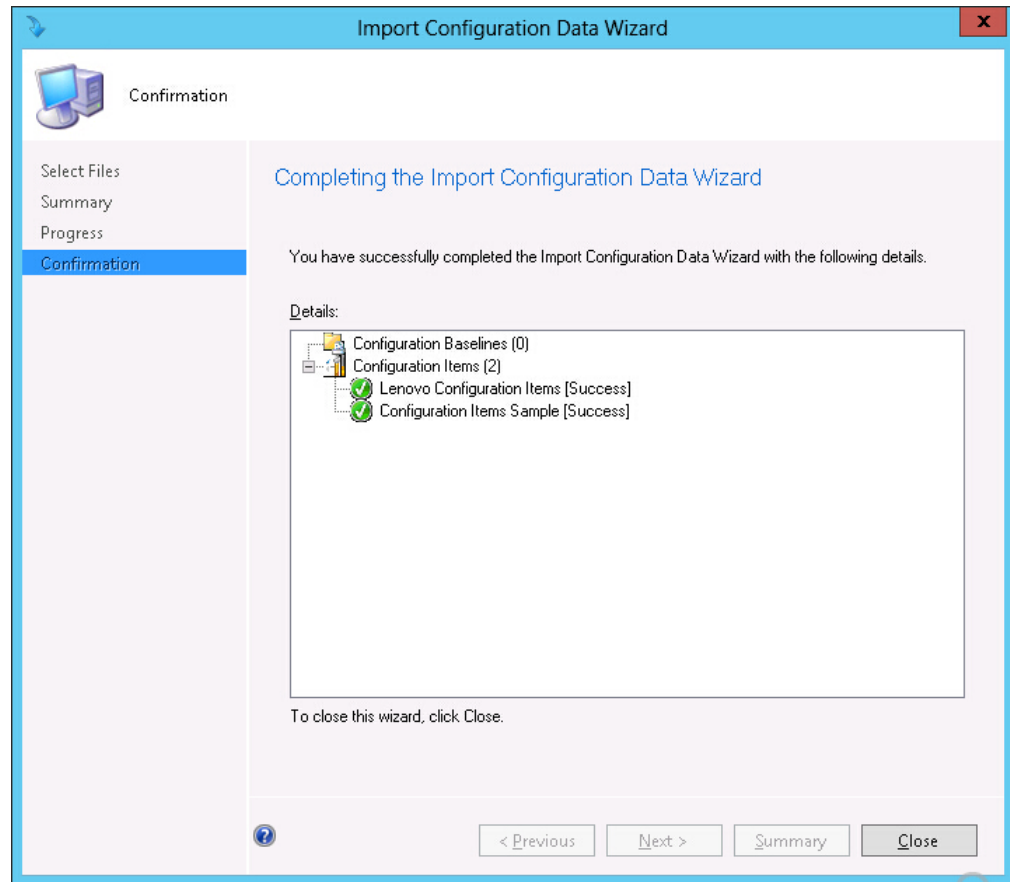 Import Configuration Data Wizard
x
Confirmation
Select Files
Summary
Progress
Confirmation
Completing the Import Configuration Data Wizard
You have successfully completed the Import Configuration Data Wizard with the following details.
Details:
Configuration Baselines (0)
Configuration Items (2)
Lenovo Configuration Items [Success]
Configuration Items Sample [Success]
To close this wizard, click Close.
? < Previous Next > Summary Close